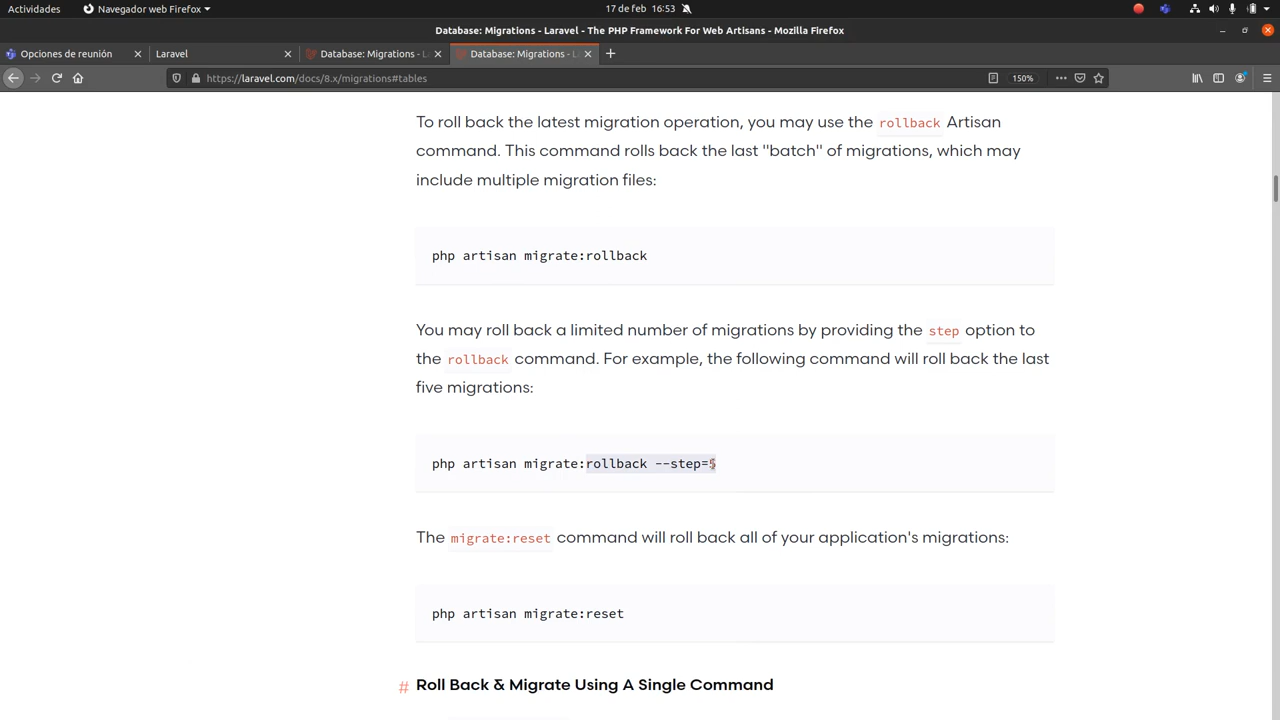 Actividades
Navegador web Firefox
17 de feb 16:53
Database: Migrations - Laravel - The PHP Framework For Web Artisans - Mozilla Firefox
Opciones de reunión
Laravel
Database: Migrations - L
Database: Migrations - L
https://laravel.com/docs/8.x/migrations#tables
150%
To roll back the latest migration operation, you may use the rollback Artisan
command. This command rolls back the last "batch" of migrations, which may
include multiple migration files:
php artisan migrate:rollback
You may roll back a limited number of migrations by providing the step option to
the rollback command. For example, the following command will roll back the last
five migrations:
php artisan migrate:rollback --step=5
The migrate:reset command will roll back all of your application's migrations:
php artisan migrate:reset
# Roll Back & Migrate Using A Single Command